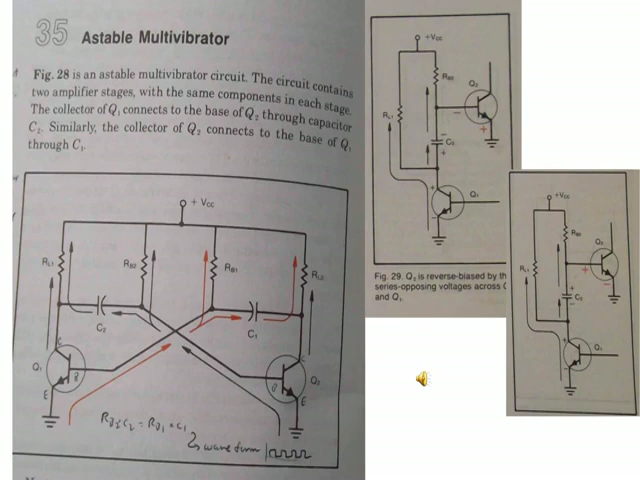 35 Astable Multivibrator
Fig. 28 is an astable multivibrator circuit. The circuit contains
two amplifier stages, with the same components in each stage.
The collector of Q₁ connects to the base of Q₂ through capacitor
C₂. Similarly, the collector of Q₂ connects to the base of Q₁
through C₁.
+ Vcc
RL1
RB2
RB1
RL2
C₂
C₁
C
C
Q₁
B
Q₂
E
E
wave form
+Vcc
RB2
Q₂
RL1
C₂
Q₁
Fig. 29. Q₂ is reverse-biased by th
series-opposing voltages across
and Q₁.
+Vcc
RB2
Q₂
RL1
C₂
Q₁